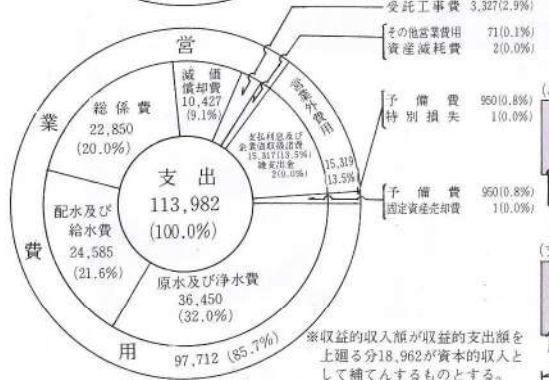 受託工事費 3,327(2.9%)
その他営業費用 71(0.1%)
資産減耗費 2(0.0%)
営
業
費
用
97,712 (85.7%)
減価
償却費
10,427
(9.1%)
総係費
22,850
(20.0%)
配水及び
給水費
24,585
(21.6%)
原水及び浄水費
36,450
(32.0%)
支出
113,982
(100.0%)
営業外費用
15,319
13.5%
支払利息及び
企業債取扱諸費
15,317(13.5%)
雑支出金
2(0.0%)
予備費 950(0.8%)
特別損失 1(0.0%)
予備費 950(0.8%)
固定資産売却費 1(0.0%)
※収益的収入額が収益的支出額を
上廻る分18,962が資本的収入と
して補てんするものとする。